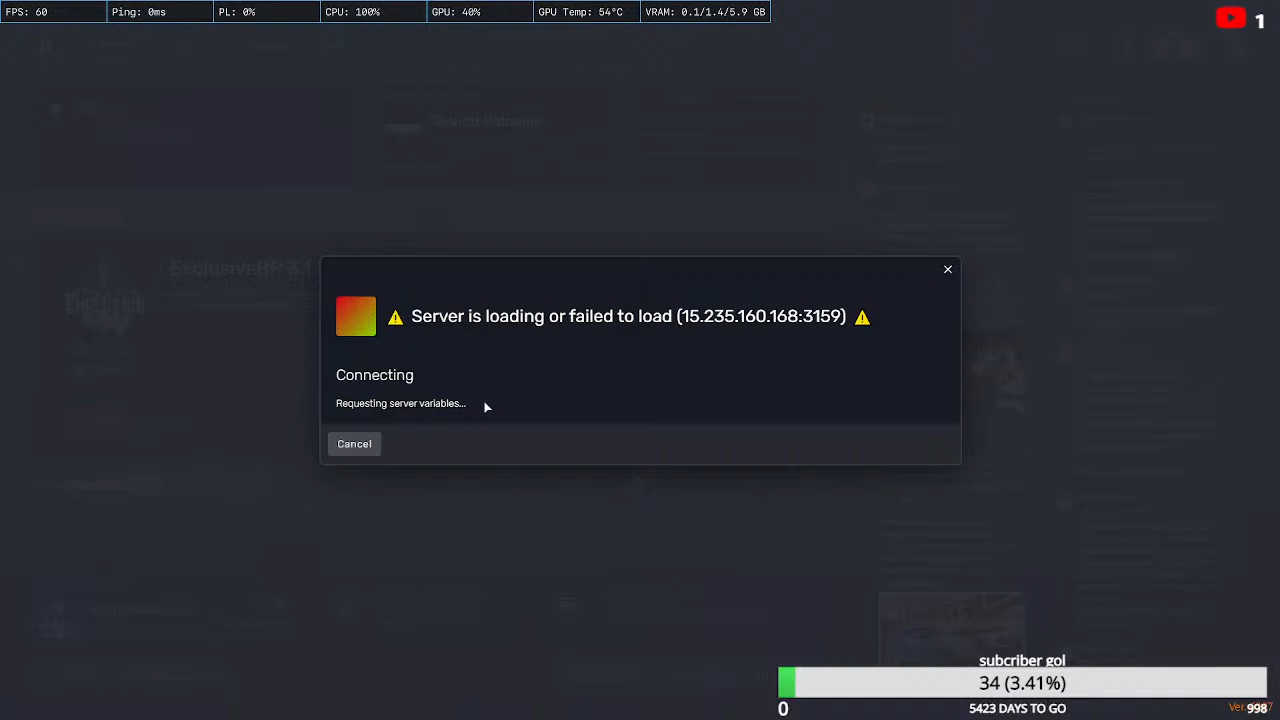 FPS: 60 Ping: 0ms PL: 0% CPU: 100% GPU: 40% GPU Temp: 54°C VRAM: 0.1/1.4/5.9 GB
1
ExclusiveRP
⚠ Server is loading or failed to load (15.235.160.168:3159) ⚠
Connecting
Requesting server variables...
Cancel
subcriber gol
34 (3.41%)
0 5423 DAYS TO GO 998